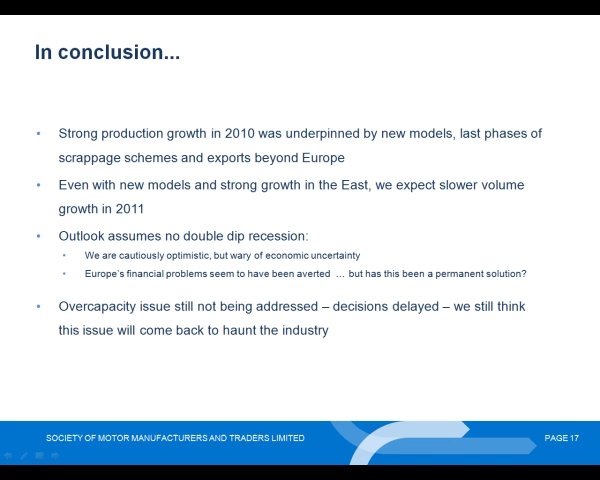 In conclusion...
• Strong production growth in 2010 was underpinned by new models, last phases of
scrappage schemes and exports beyond Europe
• Even with new models and strong growth in the East, we expect slower volume
growth in 2011
• Outlook assumes no double dip recession:
• We are cautiously optimistic, but wary of economic uncertainty
• Europe's financial problems seem to have been averted … but has this been a permanent solution?
• Overcapacity issue still not being addressed – decisions delayed – we still think
this issue will come back to haunt the industry
SOCIETY OF MOTOR MANUFACTURERS AND TRADERS LIMITED
PAGE 17